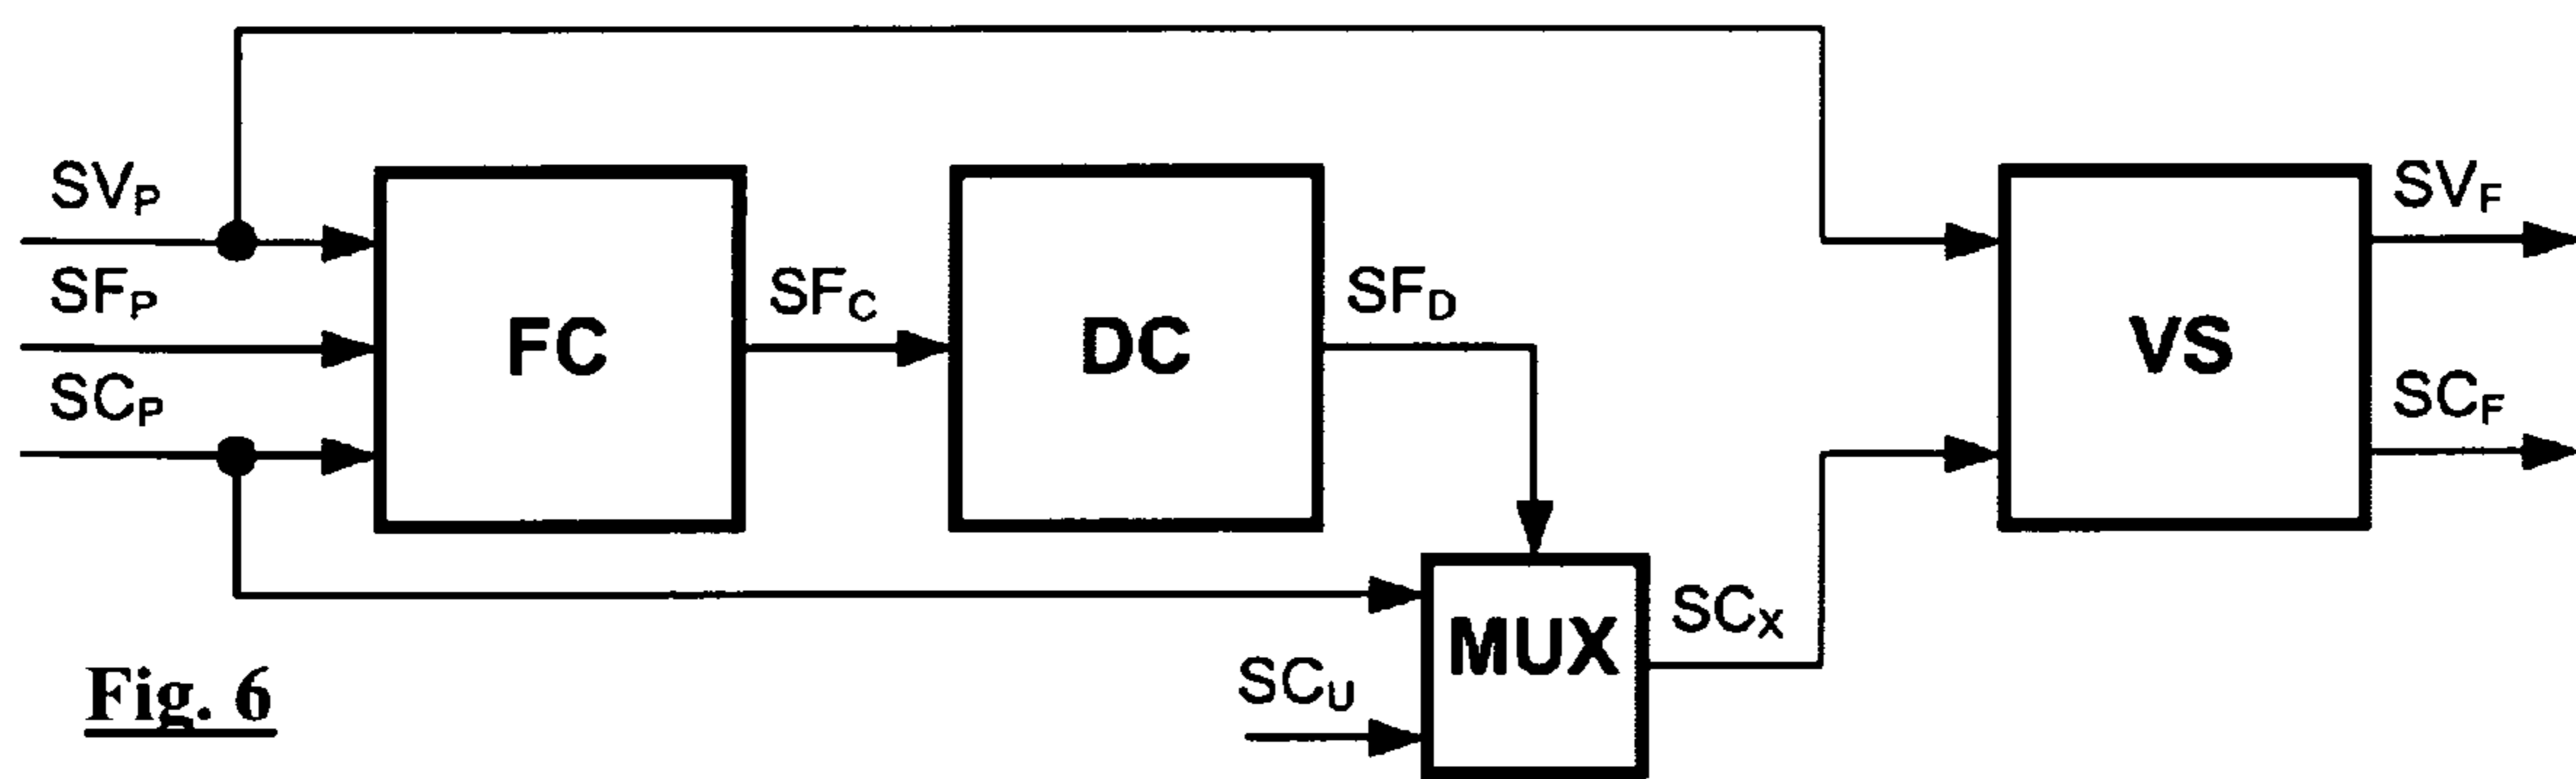 SVP
SFP
SCP
FC
SFC
DC
SFD
VS
SVF
SCF
MUX
SCX
SCU
Fig. 6